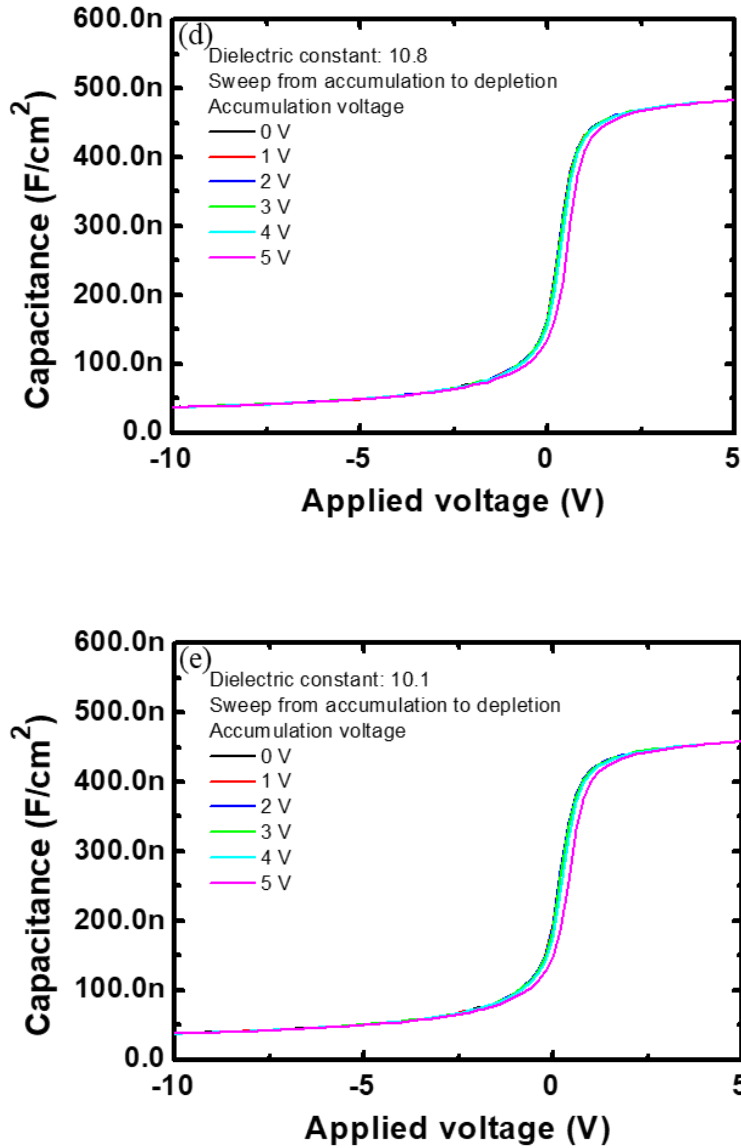 (d)
Dielectric constant: 10.8
Sweep from accumulation to depletion
Accumulation voltage
0 V
1 V
2 V
3 V
4 V
5 V
600.0n
500.0n
400.0n
300.0n
200.0n
100.0n
0.0
Capacitance (F/cm²)
-10
-5
0
5
Applied voltage (V)
(e)
Dielectric constant: 10.1
Sweep from accumulation to depletion
Accumulation voltage
0 V
1 V
2 V
3 V
4 V
5 V
600.0n
500.0n
400.0n
300.0n
200.0n
100.0n
0.0
Capacitance (F/cm²)
-10
-5
0
5
Applied voltage (V)